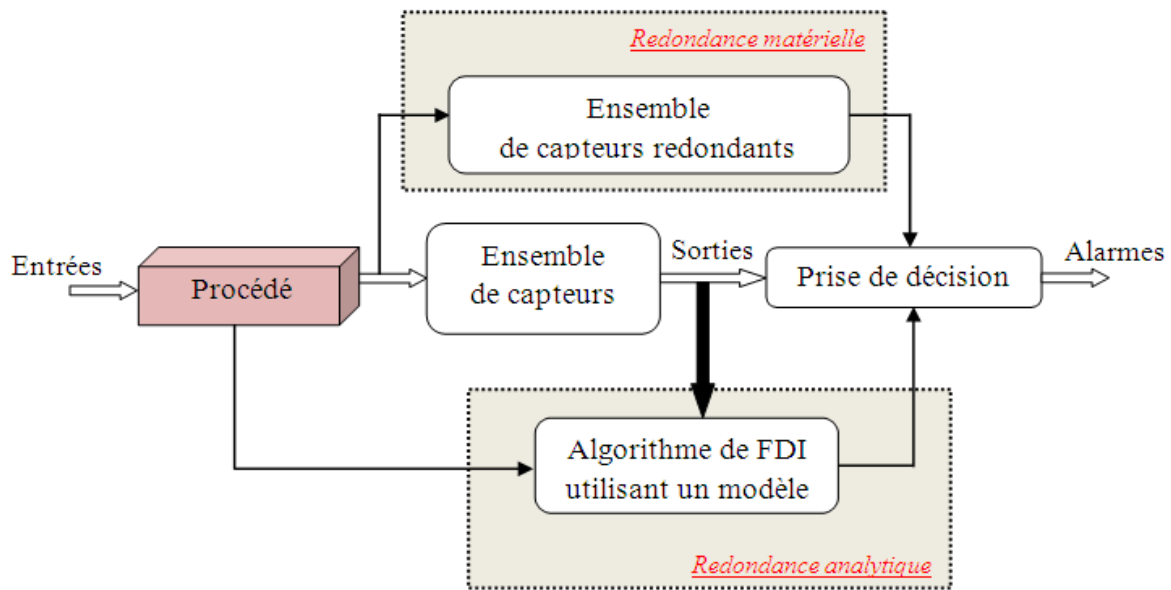 Redondance matérielle
Ensemble
de capteurs redondants
Entrées
Procédé
Ensemble
de capteurs
Sorties
Prise de décision
Alarmes
Algorithme de FDI
utilisant un modèle
Redondance analytique